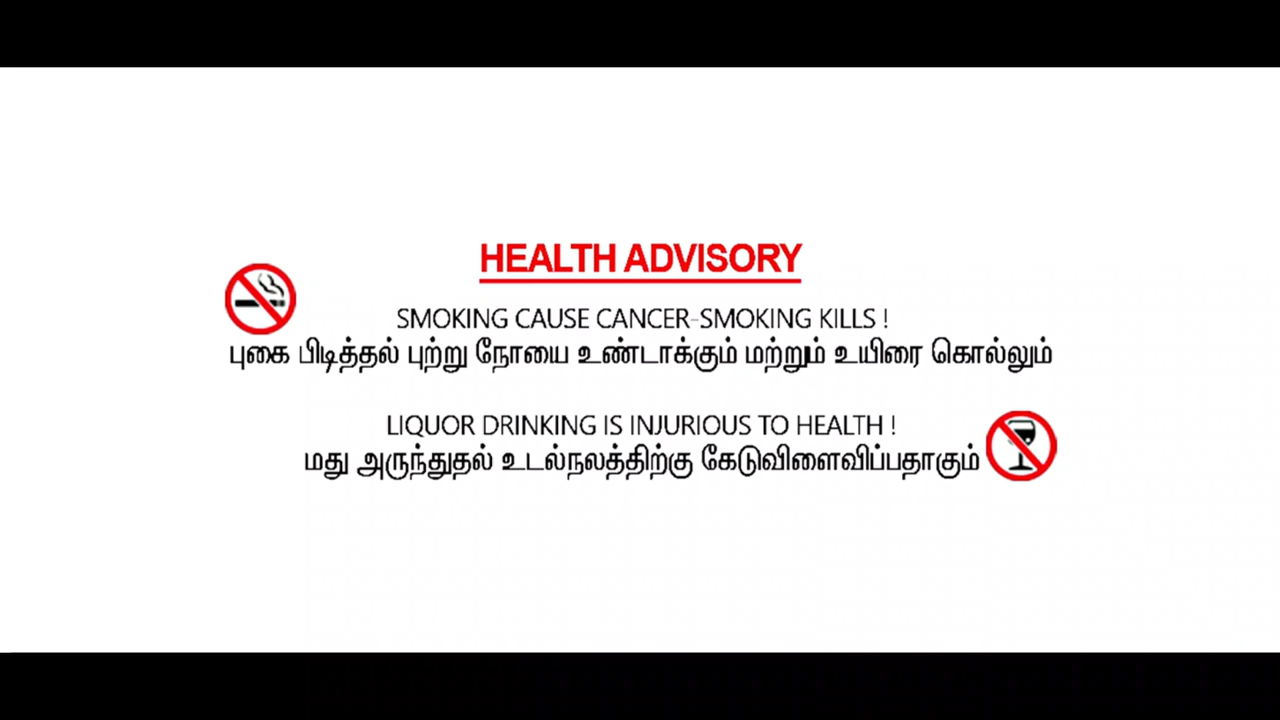 HEALTH ADVISORY
SMOKING CAUSE CANCER-SMOKING KILLS !
புகை பிடித்தல் புற்று நோயை உண்டாக்கும் மற்றும் உயிரை கொல்லும்
LIQUOR DRINKING IS INJURIOUS TO HEALTH !
மது அருந்துதல் உடல்நலத்திற்கு கேடுவிளைவிப்பதாகும்